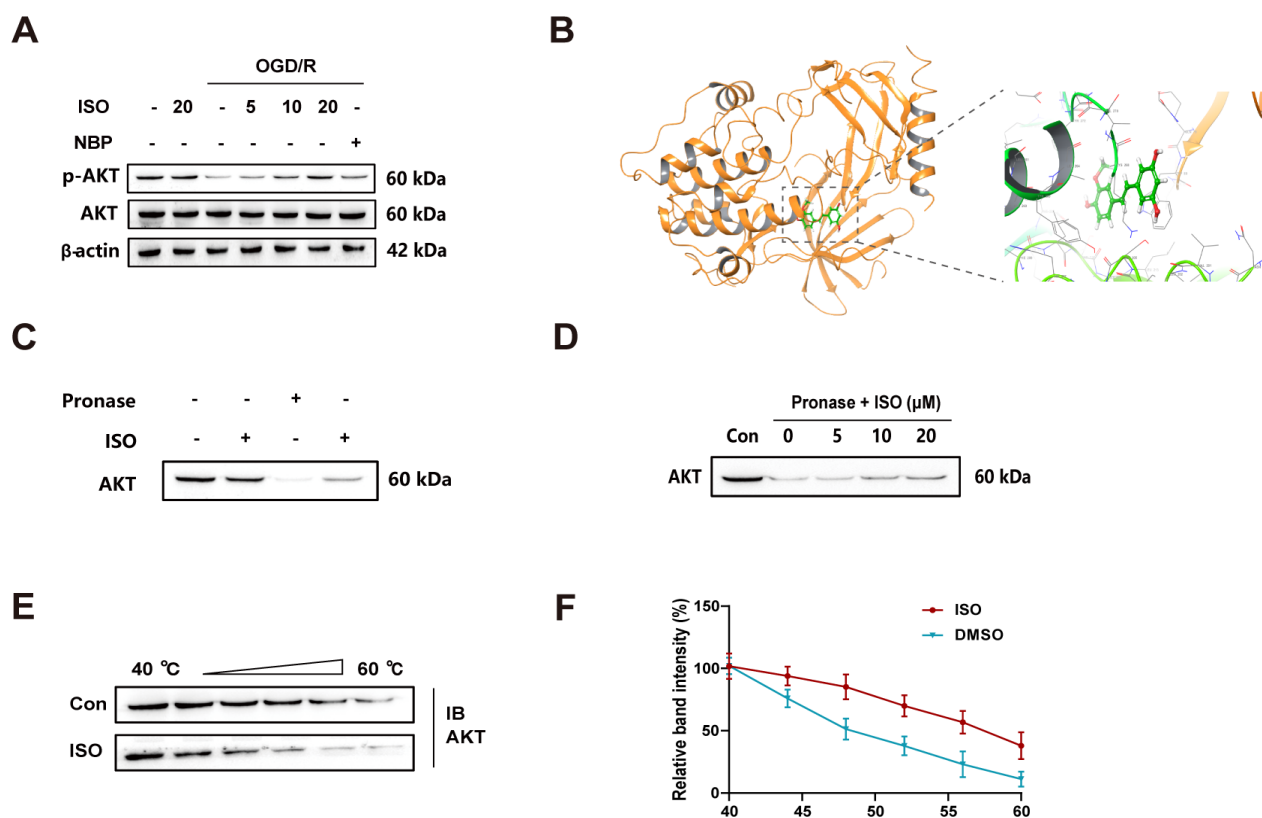 A
OGD/R
ISO - 20 - 5 10 20 -
NBP - - - - - - +
p-AKT 60 kDa
AKT 60 kDa
β-actin 42 kDa
B
C
Pronase - - + -
ISO - + - +
AKT 60 kDa
D
Pronase + ISO (μM)
Con 0 5 10 20
AKT 60 kDa
E
40 °C 60 °C
Con
ISO
IB
AKT
F
Relative band intensity (%)
150
100
50
0
40 45 50 55 60
ISO
DMSO